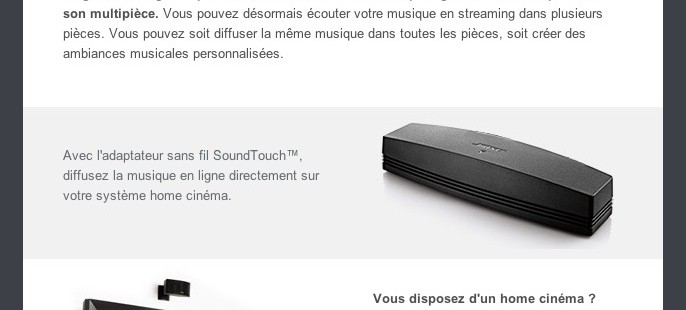 son multipièce. Vous pouvez désormais écouter votre musique en streaming dans plusieurs
pièces. Vous pouvez soit diffuser la même musique dans toutes les pièces, soit créer des
ambiances musicales personnalisées.
Avec l'adaptateur sans fil SoundTouch™,
diffusez la musique en ligne directement sur
votre système home cinéma.
Vous disposez d'un home cinéma ?